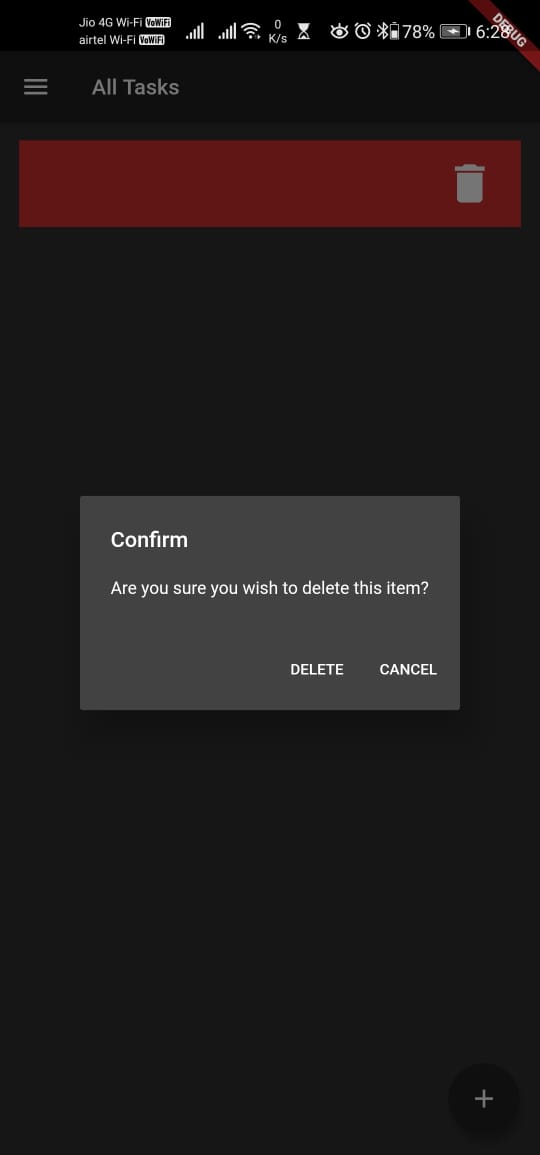 Jio 4G Wi-Fi VoWiFi
airtel Wi-Fi VoWiFi
0
K/s
78%
6:28
DEBUG
All Tasks
Confirm
Are you sure you wish to delete this item?
DELETE CANCEL
+